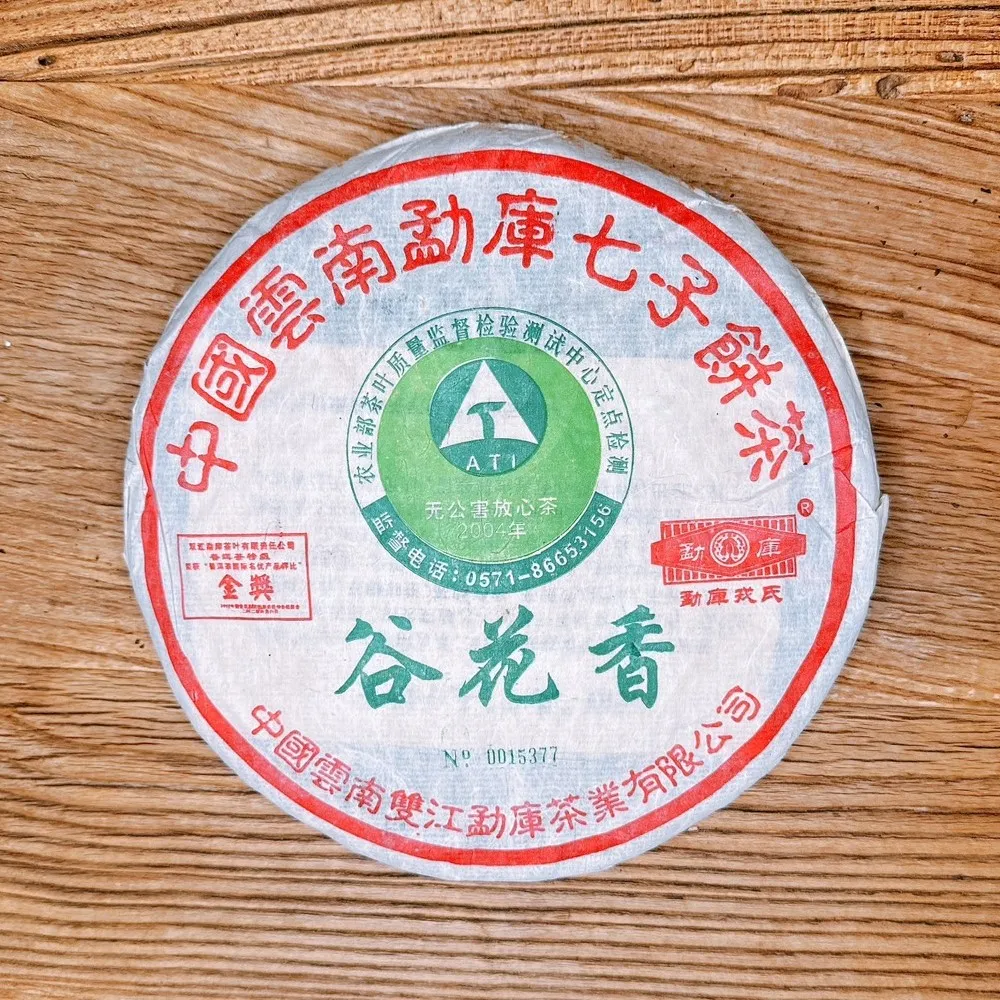 中國雲南勐庫七子餅茶
农业部茶叶质量监督检验测试中心定点检测
ATI
无公害放心茶
2004年
监督电话：0571-86653156
金獎
®
勐 庫
勐庫戎氏
谷花香
Nº 0015377
中國雲南雙江勐庫茶業有限公司